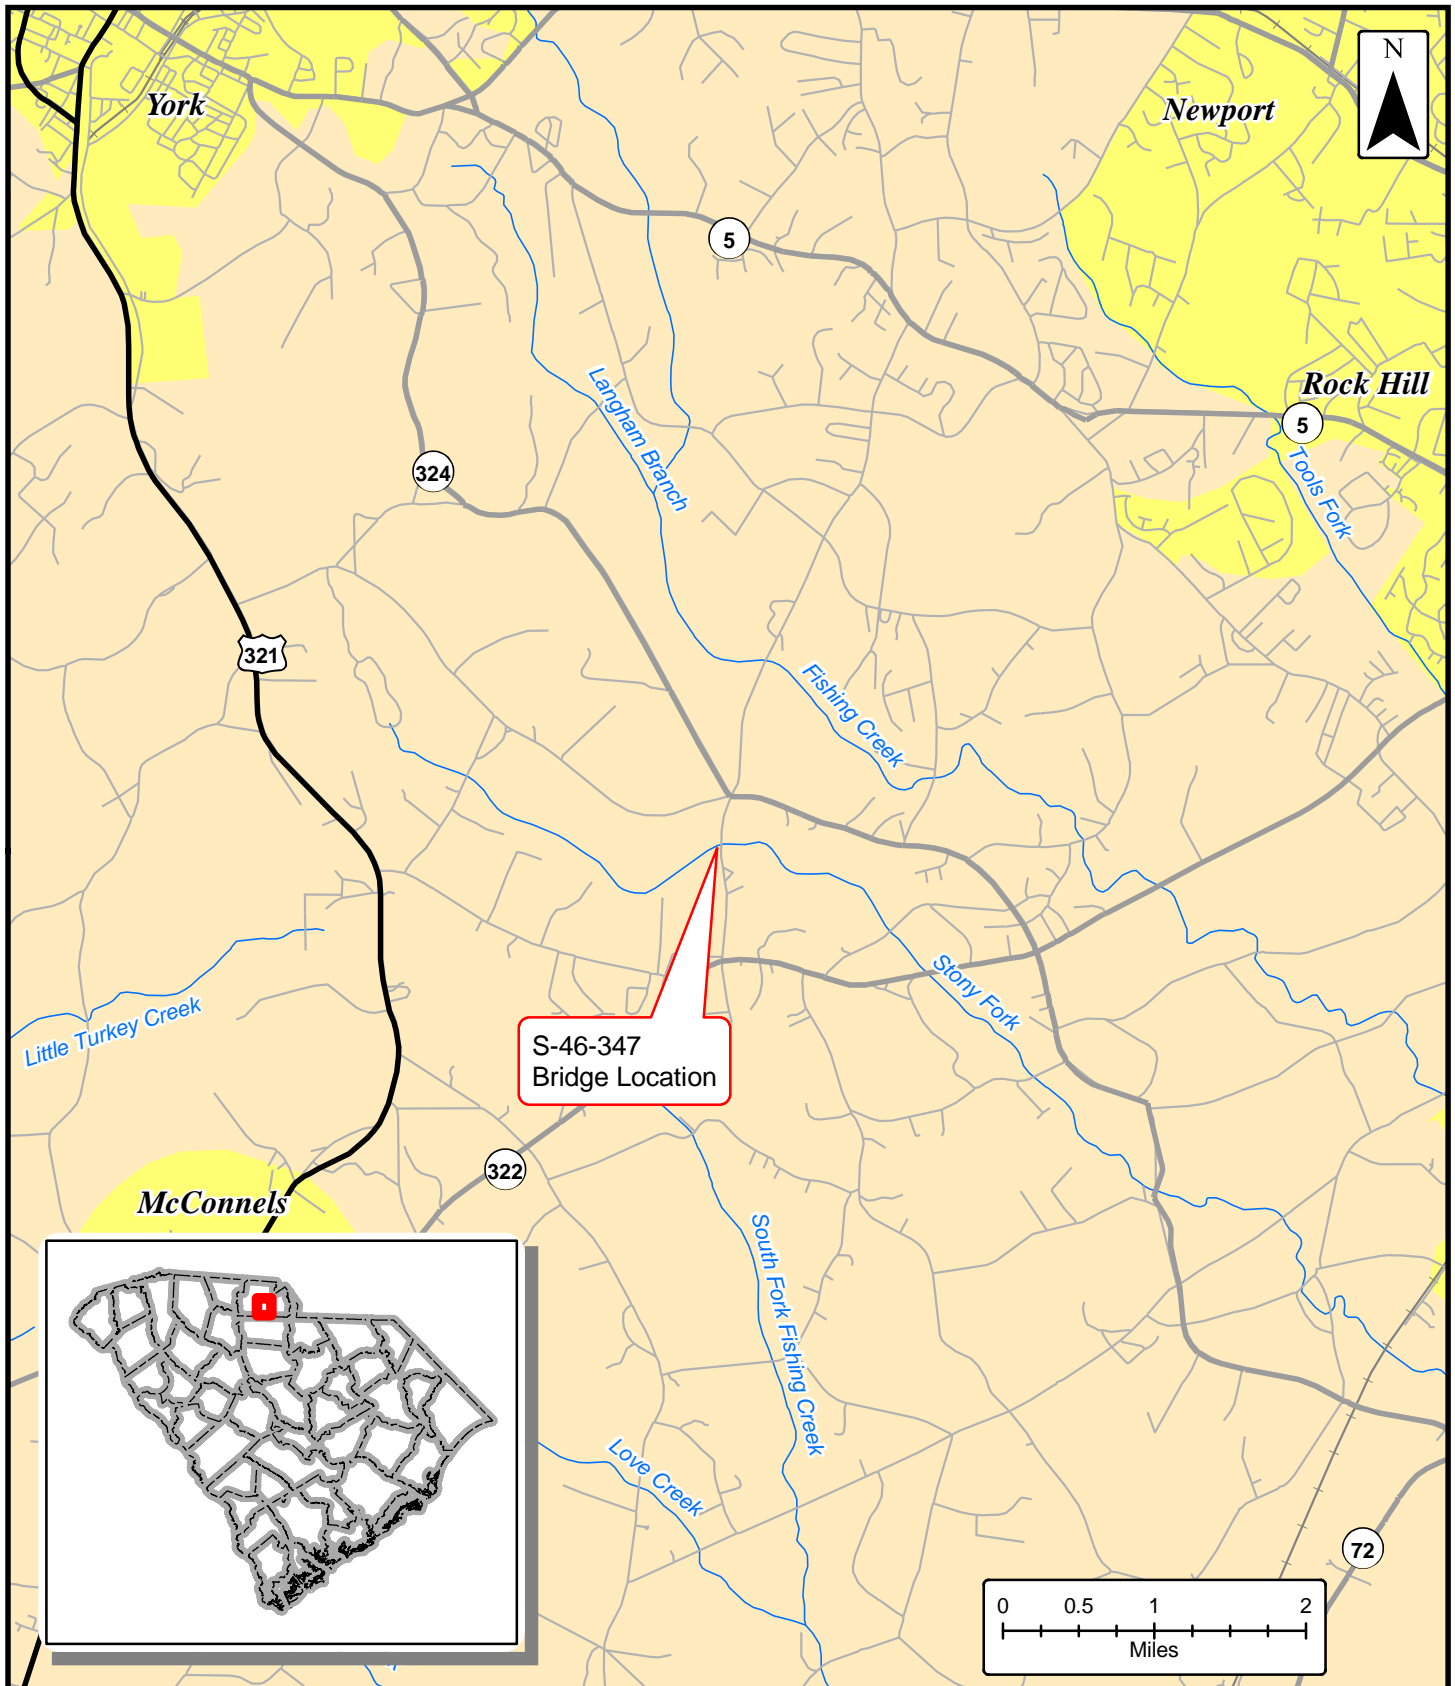 N
York
Newport
5
Rock Hill
5
Langham Branch
Tools Fork
324
321
Fishing Creek
Stony Fork
Little Turkey Creek
S-46-347
Bridge Location
322
McConnels
South Fork Fishing Creek
Love Creek
72
0 0.5 1 2
Miles